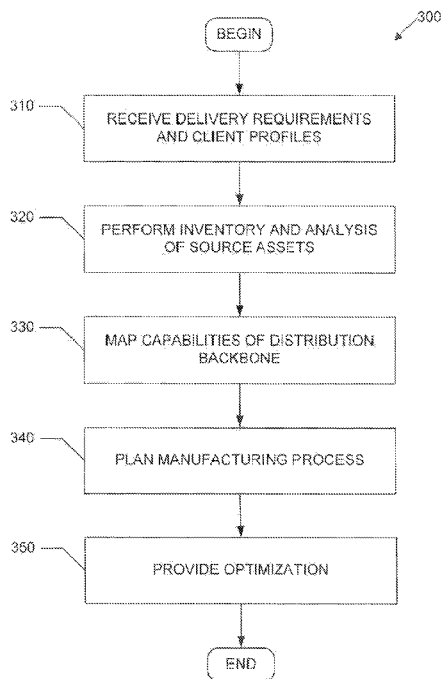 BEGIN
300
310
RECEIVE DELIVERY REQUIREMENTS
AND CLIENT PROFILES
320
PERFORM INVENTORY AND ANALYSIS
OF SOURCE ASSETS
330
MAP CAPABILITIES OF DISTRIBUTION
BACKBONE
340
PLAN MANUFACTURING PROCESS
350
PROVIDE OPTIMIZATION
END